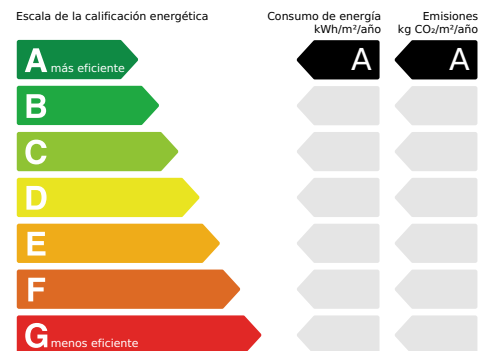 Escala de la calificación energética
Consumo de energía
kWh/m²/año
Emisiones
kg CO₂/m²/año
A más eficiente
A
A
B
C
D
E
F
G menos eficiente